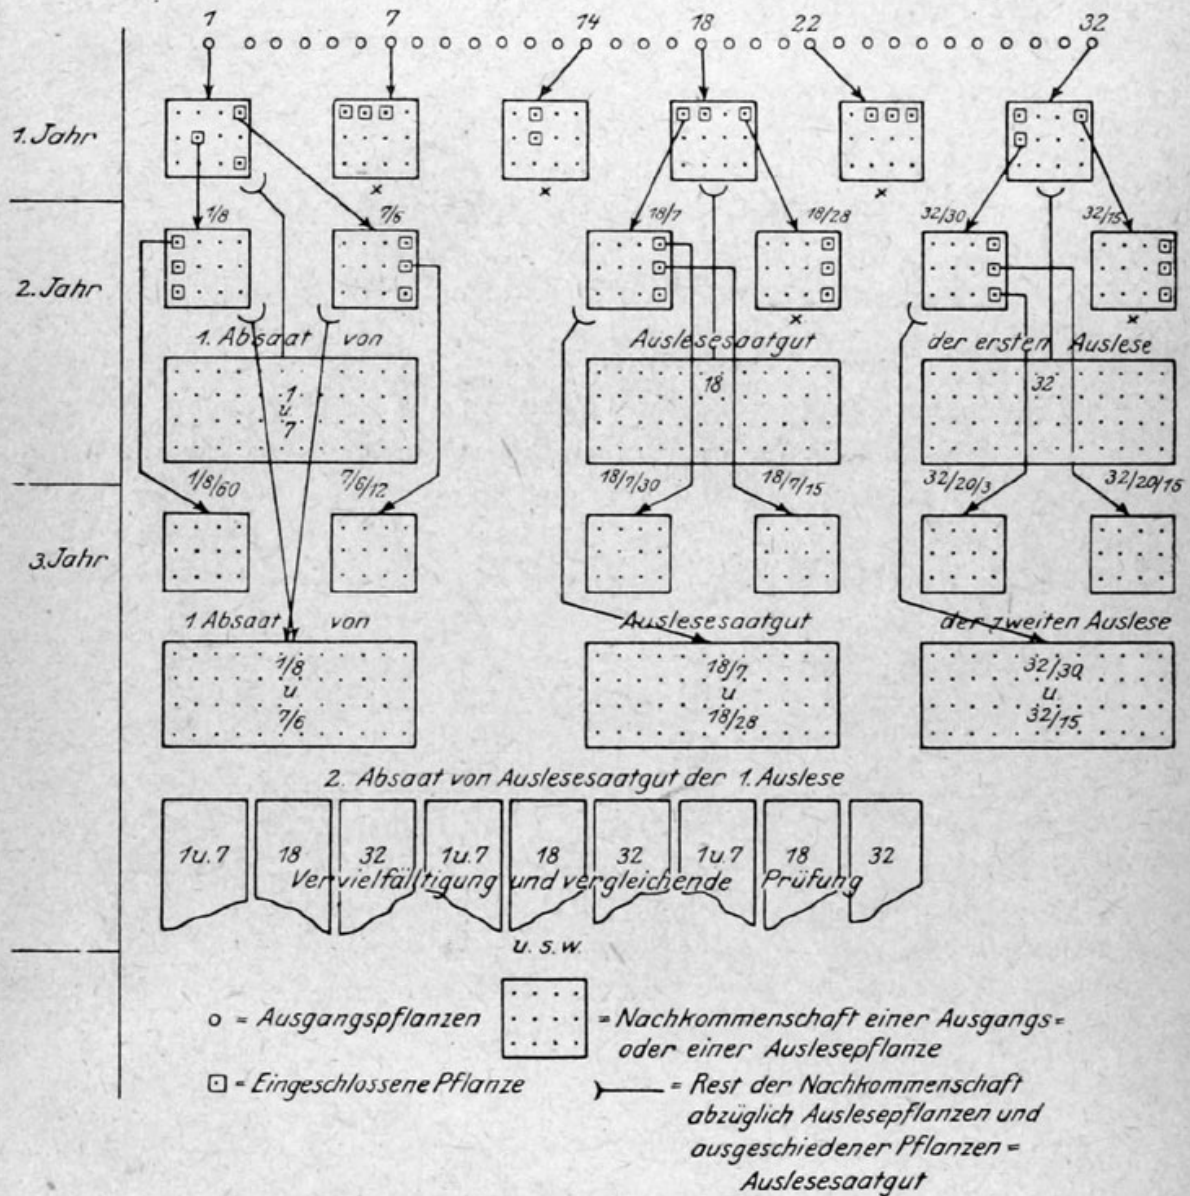 1 7 14 18 22 32
1. Jahr
× × ×
1/8 7/6 18/7 18/28 32/30 32/15
2. Jahr
× ×
1. Absaat von Auslesesaatgut der ersten Auslese
1 18 32
u
7
1/8/60 7/6/12 18/7/30 18/7/15 32/20/3 32/20/16
3. Jahr
1 Absaat von Auslesesaatgut der zweiten Auslese
1/8 18/7 32/30
u u u
7/6 18/28 32/15
2. Absaat von Auslesesaatgut der 1. Auslese
1u.7 18 32 1u.7 18 32 1u.7 18 32
Vervielfältigung und vergleichende Prüfung
u. s. w.
= Ausgangspflanzen
= Nachkommenschaft einer Ausgangs=
oder einer Auslesepflanze
= Eingeschlossene Pflanze
= Rest der Nachkommenschaft
abzüglich Auslesepflanzen und
ausgeschiedener Pflanzen =
Auslesesaatgut